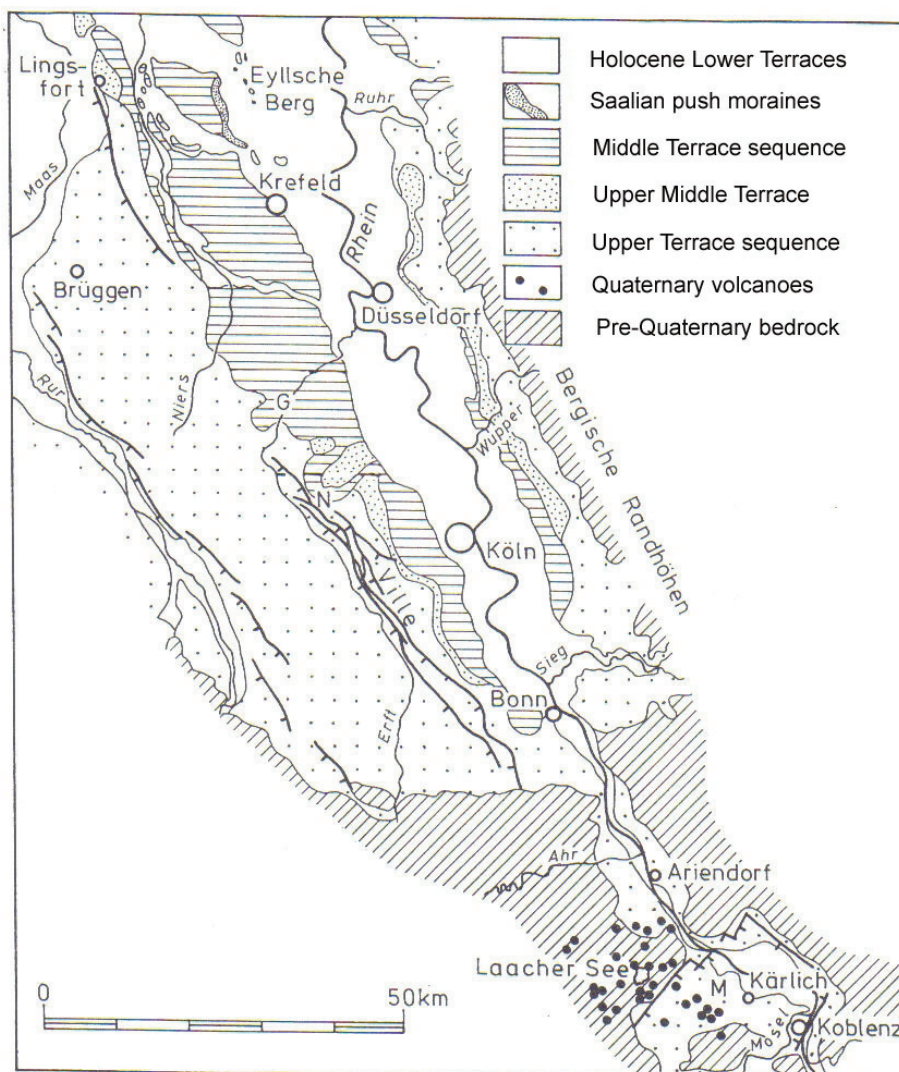 Lings-
fort
Eyllsche
Berg
Ruhr
Maas
Krefeld
Rhein
Brüggen
Düsseldorf
Niers
Rur
G
Wupper
Bergische
Randhöhen
N
Köln
Ville
Sieg
Bonn
Erft
Ahr
Ariendorf
Laacher See
M
Kärlich
Mosel
Koblenz
0
50km
Holocene Lower Terraces
Saalian push moraines
Middle Terrace sequence
Upper Middle Terrace
Upper Terrace sequence
Quaternary volcanoes
Pre-Quaternary bedrock